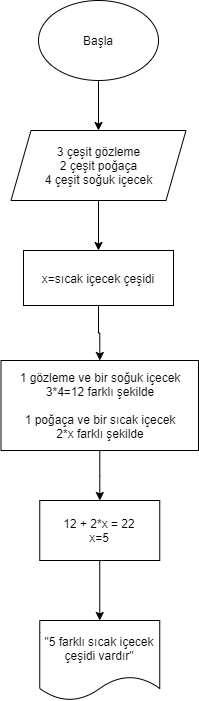 Başla
3 çeşit gözleme
2 çeşit poğaça
4 çeşit soğuk içecek
x=sıcak içecek çeşidi
1 gözleme ve bir soğuk içecek
3*4=12 farklı şekilde
1 poğaça ve bir sıcak içecek
2*x farklı şekilde
12 + 2*x = 22
x=5
"5 farklı sıcak içecek
çeşidi vardır"